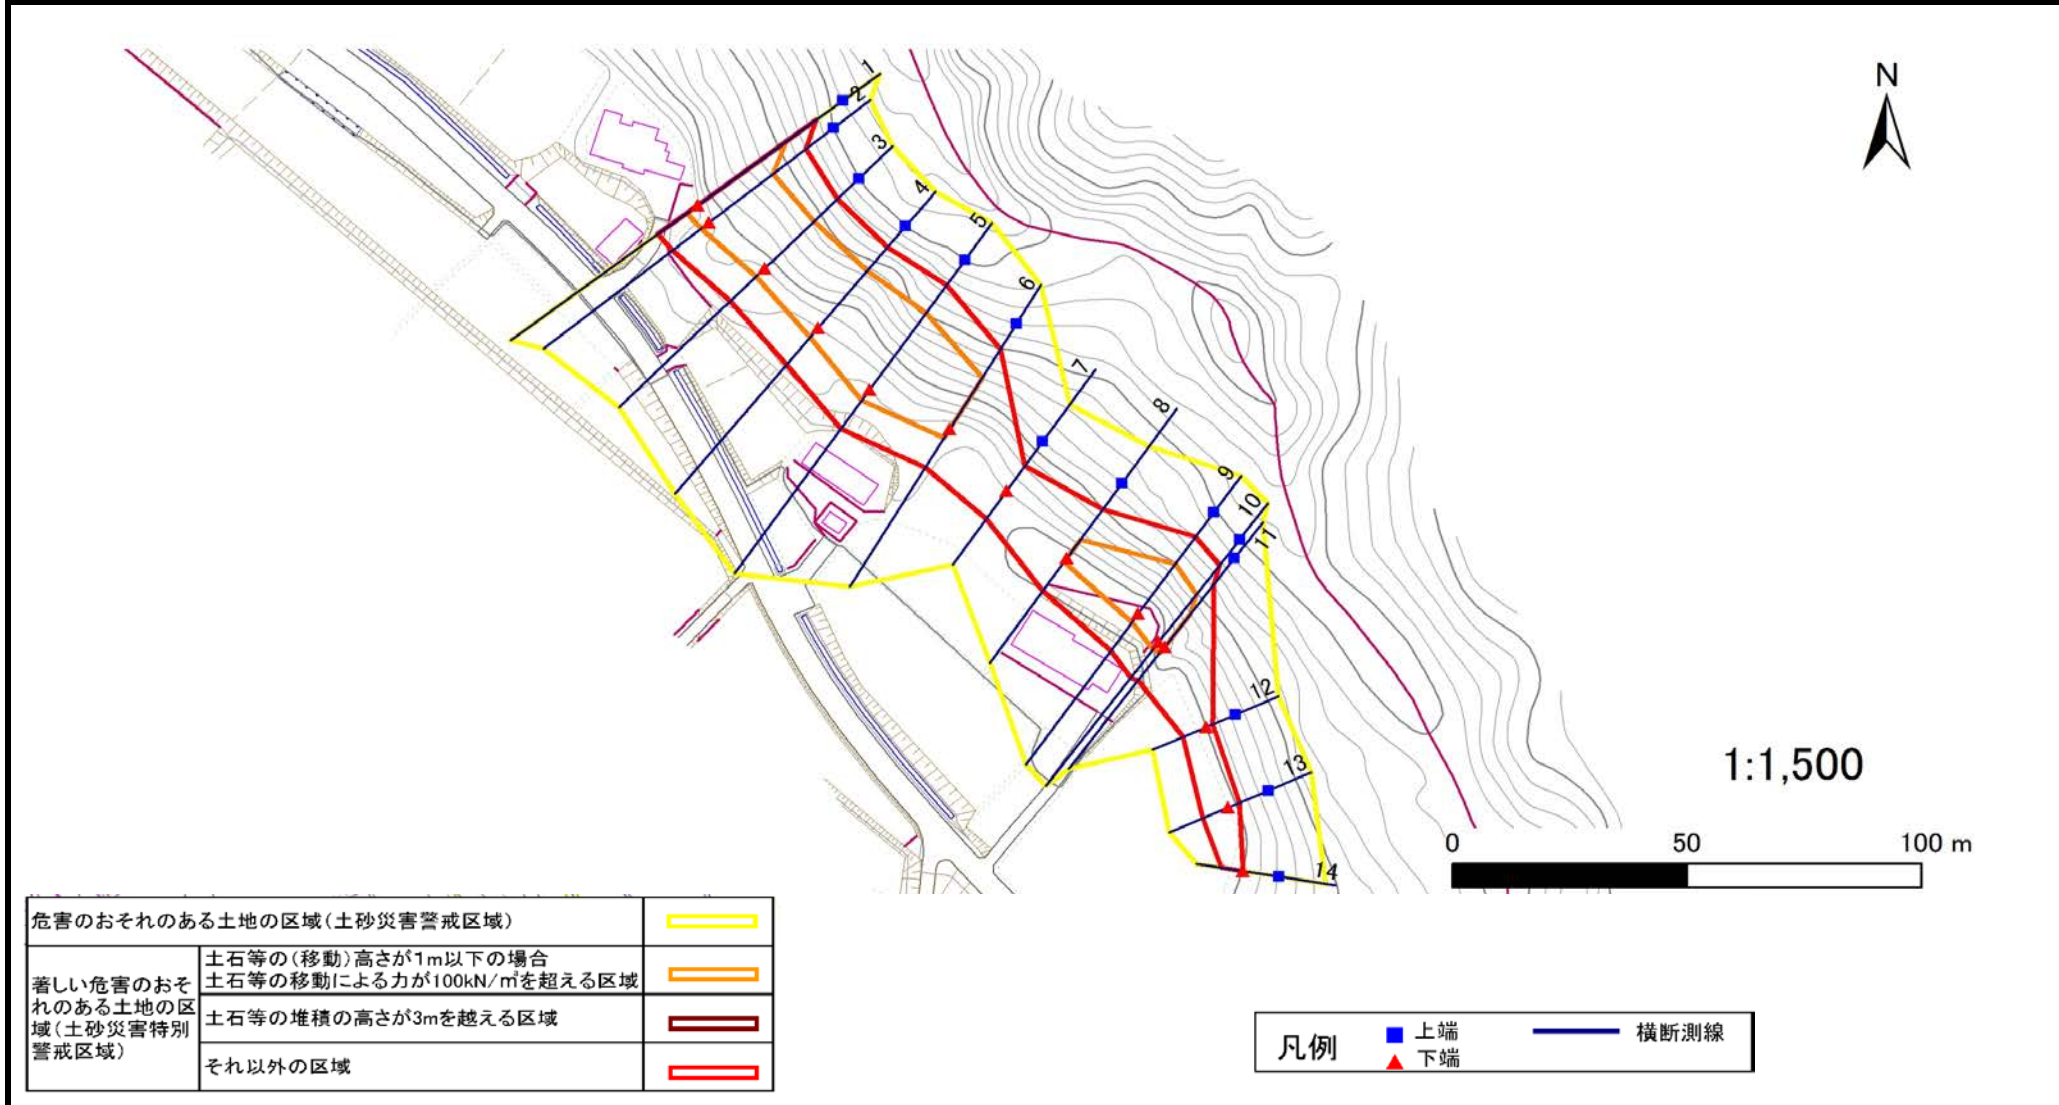 N
1
2
3
4
5
6
7
8
9
10
11
12
13
14
1:1,500
0 50 100 m
危害のおそれのある土地の区域(土砂災害警戒区域)
著しい危害のおそ
れのある土地の区
域(土砂災害特別
警戒区域)
土石等の(移動)高さが1m以下の場合
土石等の移動による力が100kN/㎡を超える区域
土石等の堆積の高さが3mを越える区域
それ以外の区域
凡例
上端
下端
横断測線